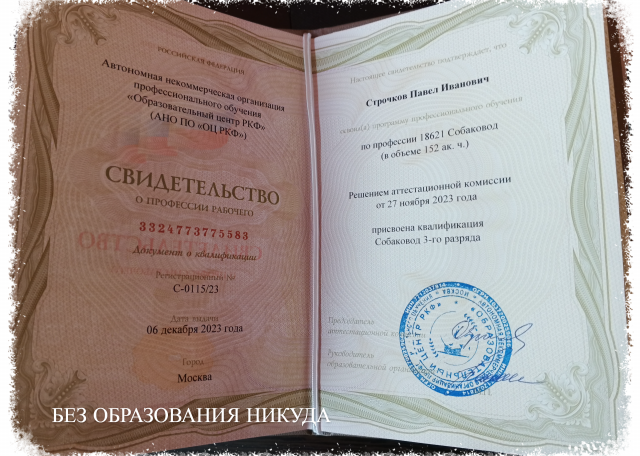 РОССИЙСКАЯ ФЕДЕРАЦИЯ
Автономная некоммерческая организация
профессионального обучения
«Образовательный центр РКФ»
(АНО ПО «ОЦ РКФ»)
СВИДЕТЕЛЬСТВО
О ПРОФЕССИИ РАБОЧЕГО
3324773775583
Документ о квалификации
Регистрационный №
С-0115/23
Дата выдачи
06 декабря 2023 года
Город
Москва
Настоящее свидетельство подтверждает, что
Строчков Павел Иванович
освоил(а) программу профессионального обучения
по профессии 18621 Собаковод
(в объеме 152 ак. ч.)
Решением аттестационной комиссии
от 27 ноября 2023 года
присвоена квалификация
Собаковод 3-го разряда
Председатель
аттестационной
Руководитель
образовательной
«ОБРАЗОВАТЕЛЬНЫЙ ЦЕНТР РКФ»
БЕЗ ОБРАЗОВАНИЯ НИКУДА